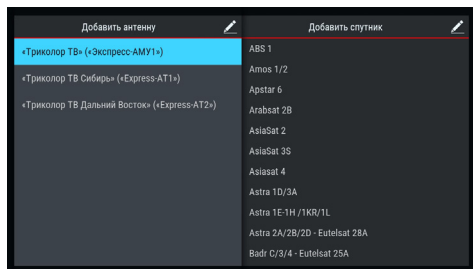 Добавить антенну
«Триколор ТВ» («Экспресс-АМУ1»)
«Триколор ТВ Сибирь» («Express-AT1»)
«Триколор ТВ Дальний Восток» («Express-AT2»)
Добавить спутник
ABS 1
Amos 1/2
Apstar 6
Arabsat 2B
AsiaSat 2
AsiaSat 3S
Asiasat 4
Astra 1D/3A
Astra 1E-1H /1KR/1L
Astra 2A/2B/2D - Eutelsat 28A
Badr C/3/4 - Eutelsat 25A